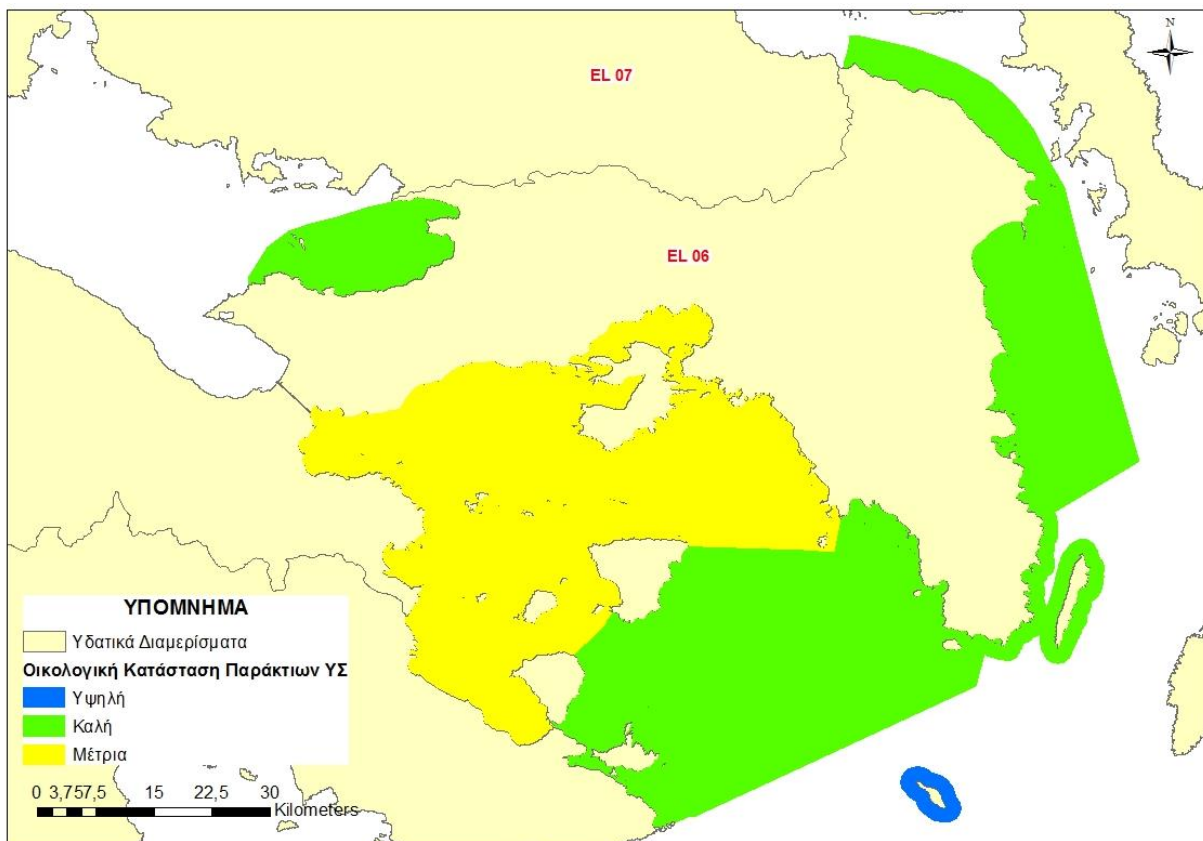 N
EL 07
EL 06
ΥΠΟΜΝΗΜΑ
Υδατικά Διαμερίσματα
Οικολογική Κατάσταση Παράκτιων ΥΣ
Υψηλή
Καλή
Μέτρια
0 3,757,5 15 22,5 30
Kilometers